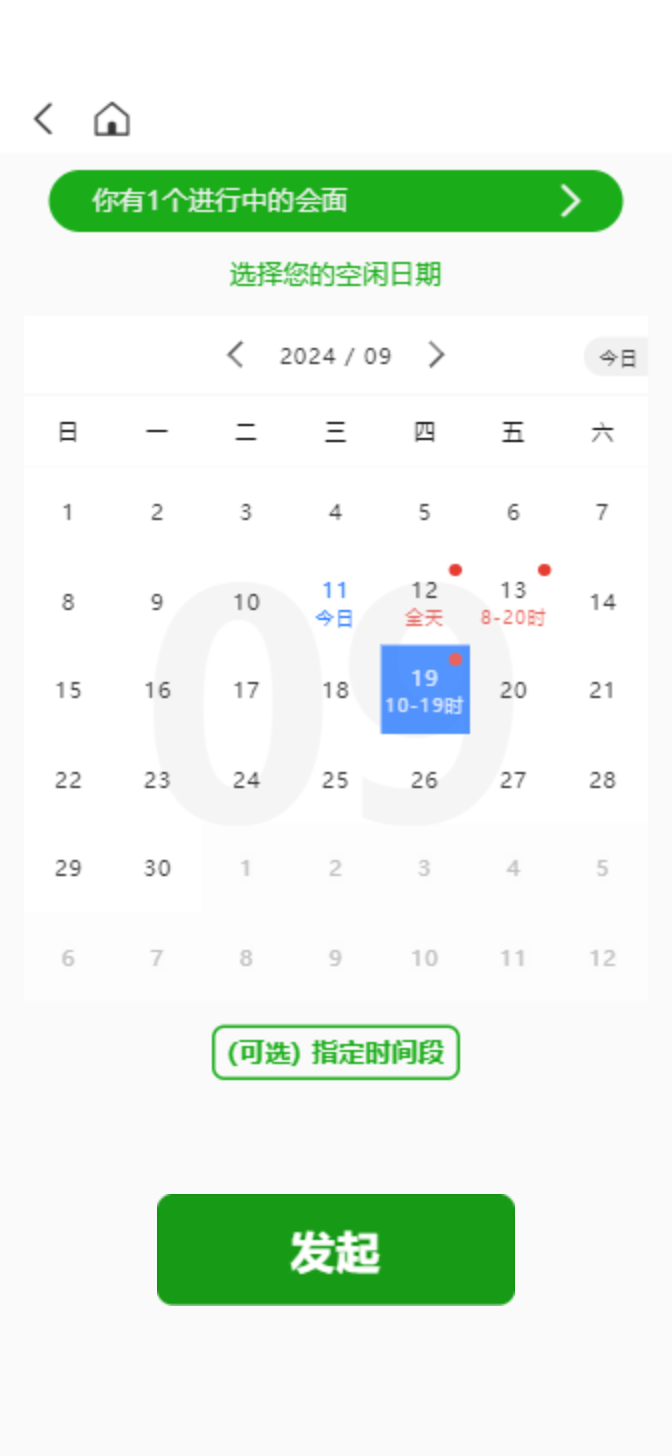 你有1个进行中的会面
选择您的空闲日期
2024 / 09
今日
日 一 二 三 四 五 六
1 2 3 4 5 6 7
8 9 10 11 12 13 14
今日 全天 8-20时
15 16 17 18 19 20 21
10-19时
22 23 24 25 26 27 28
29 30 1 2 3 4 5
6 7 8 9 10 11 12
09
(可选) 指定时间段
发起